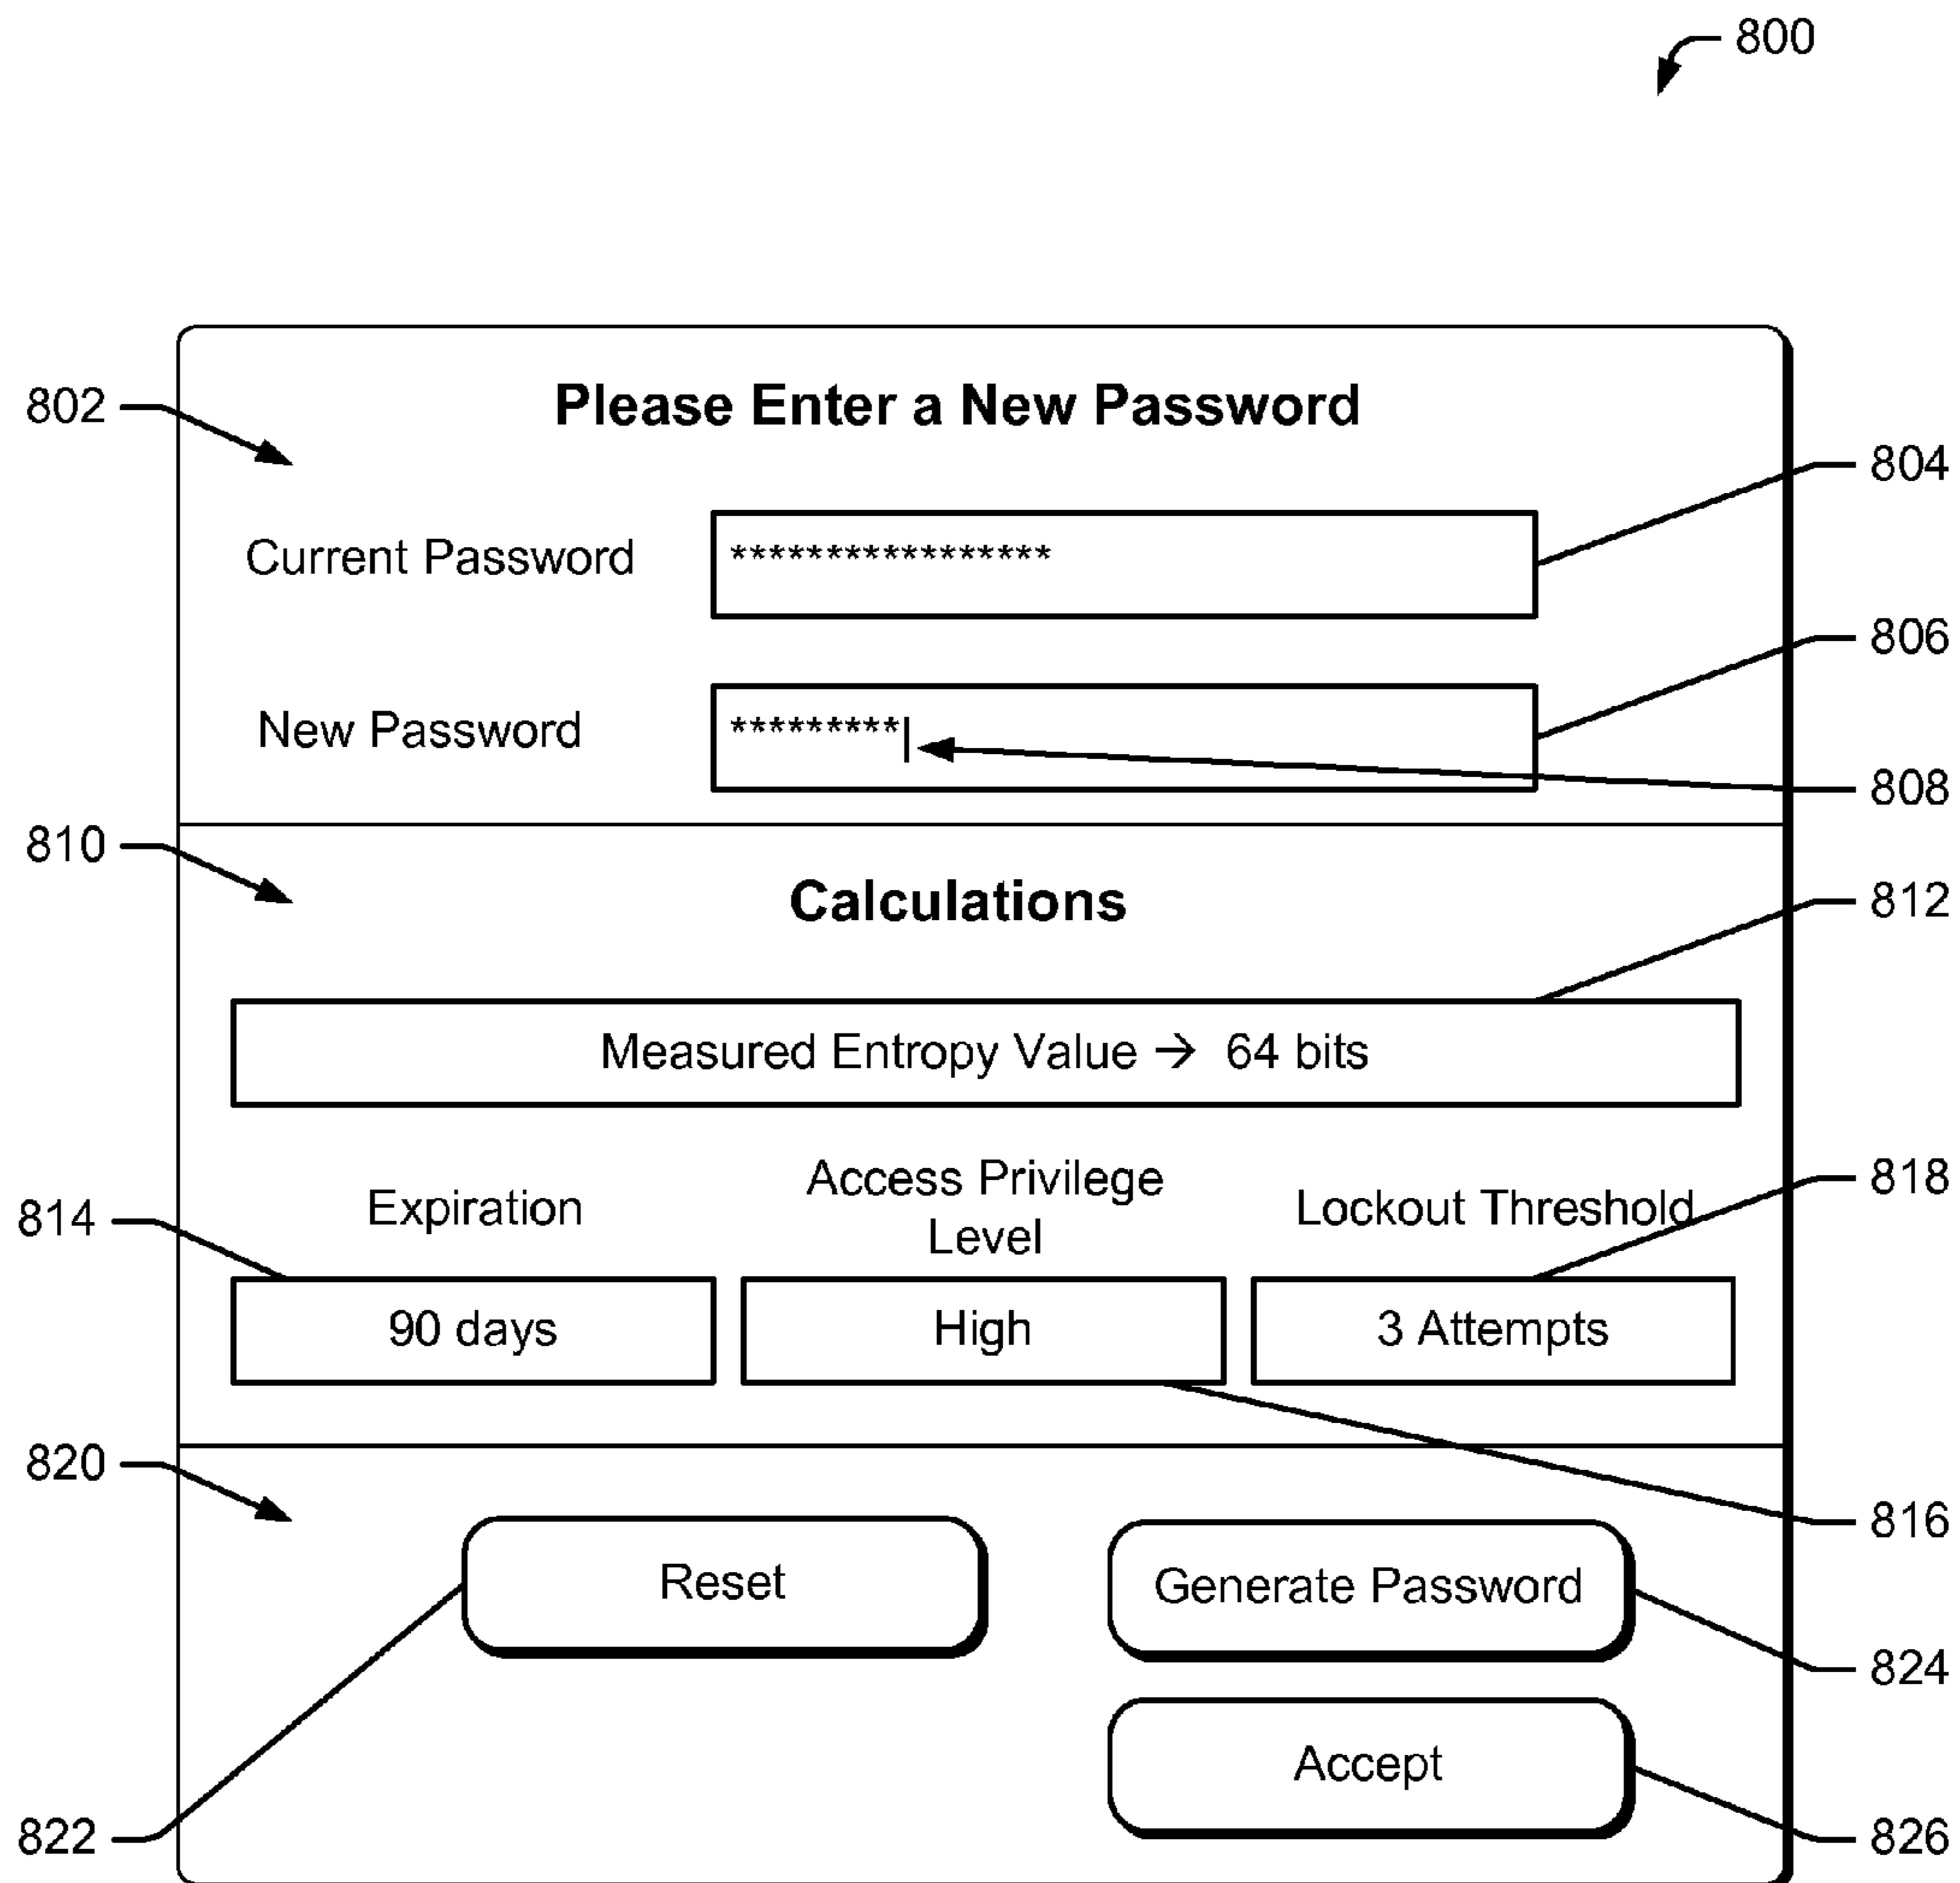 800
802
Please Enter a New Password
804
Current Password
*****************
806
New Password
*********|
808
810
Calculations
812
Measured Entropy Value → 64 bits
814
Expiration
Access Privilege
Level
Lockout Threshold
818
90 days
High
3 Attempts
820
816
Reset
Generate Password
824
Accept
822
826